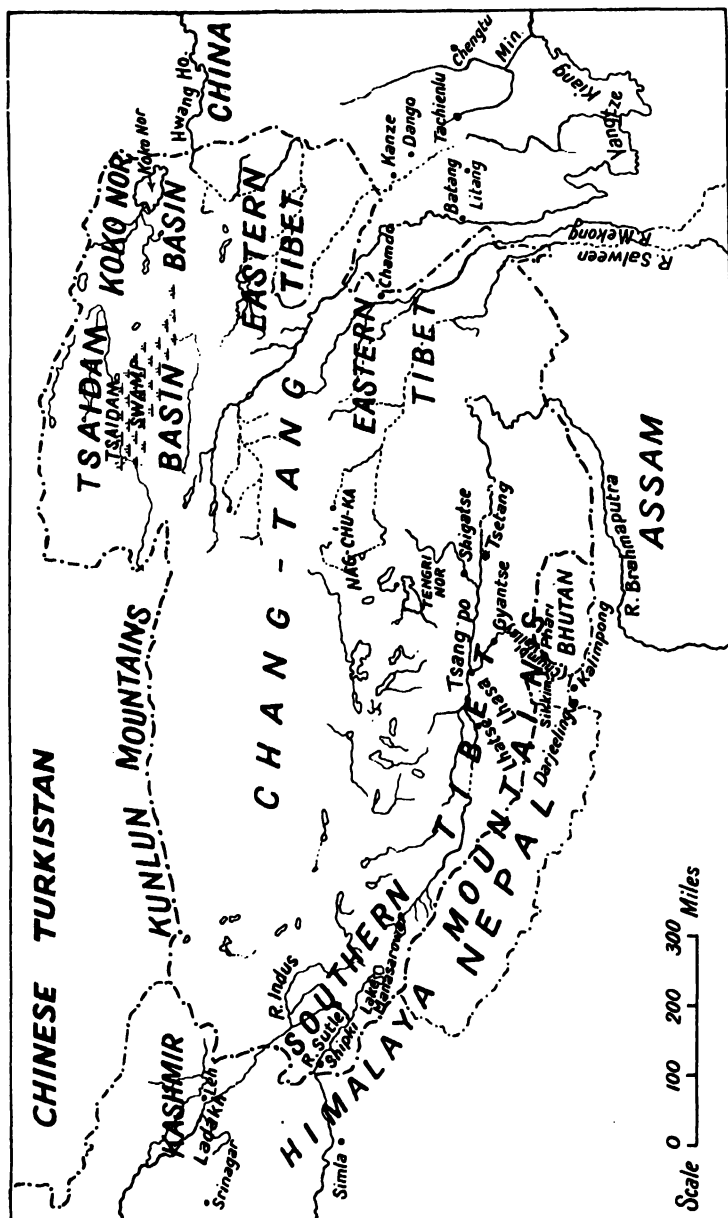 CHINESE TURKISTAN
KUNLUN MOUNTAINS
TSAIDAM
TSAIDAM
SWAMP
BASIN
KOKO NOR
Koko Nor
BASIN
Hwang Ho.
CHINA
KASHMIR
Ladakh
Leh
Srinagar
CHANG-TANG
EASTERN
TIBET
Kanze
Dango
Tachienlu
Chengtu
Min.
Kiang
Yangtze
Batang
Litang
Chamdo
EASTERN
TIBET
R. Mekong
R. Salween
NAG-CHU-KA
TENGRI
NOR
R. Indus
SOUTHERN TIBET
R. Sutlej
Shipki
Lake
Manasarowar
Simla
HIMALAYA MOUNTAINS
NEPAL
Tsang po
Shigatse
Tsetang
Gyantse
Lhatse
Lhasa
Phari
Sikkim
Darjeeling
Kalimpong
BHUTAN
ASSAM
R. Brahmaputra
Scale
0
100
200
300
Miles